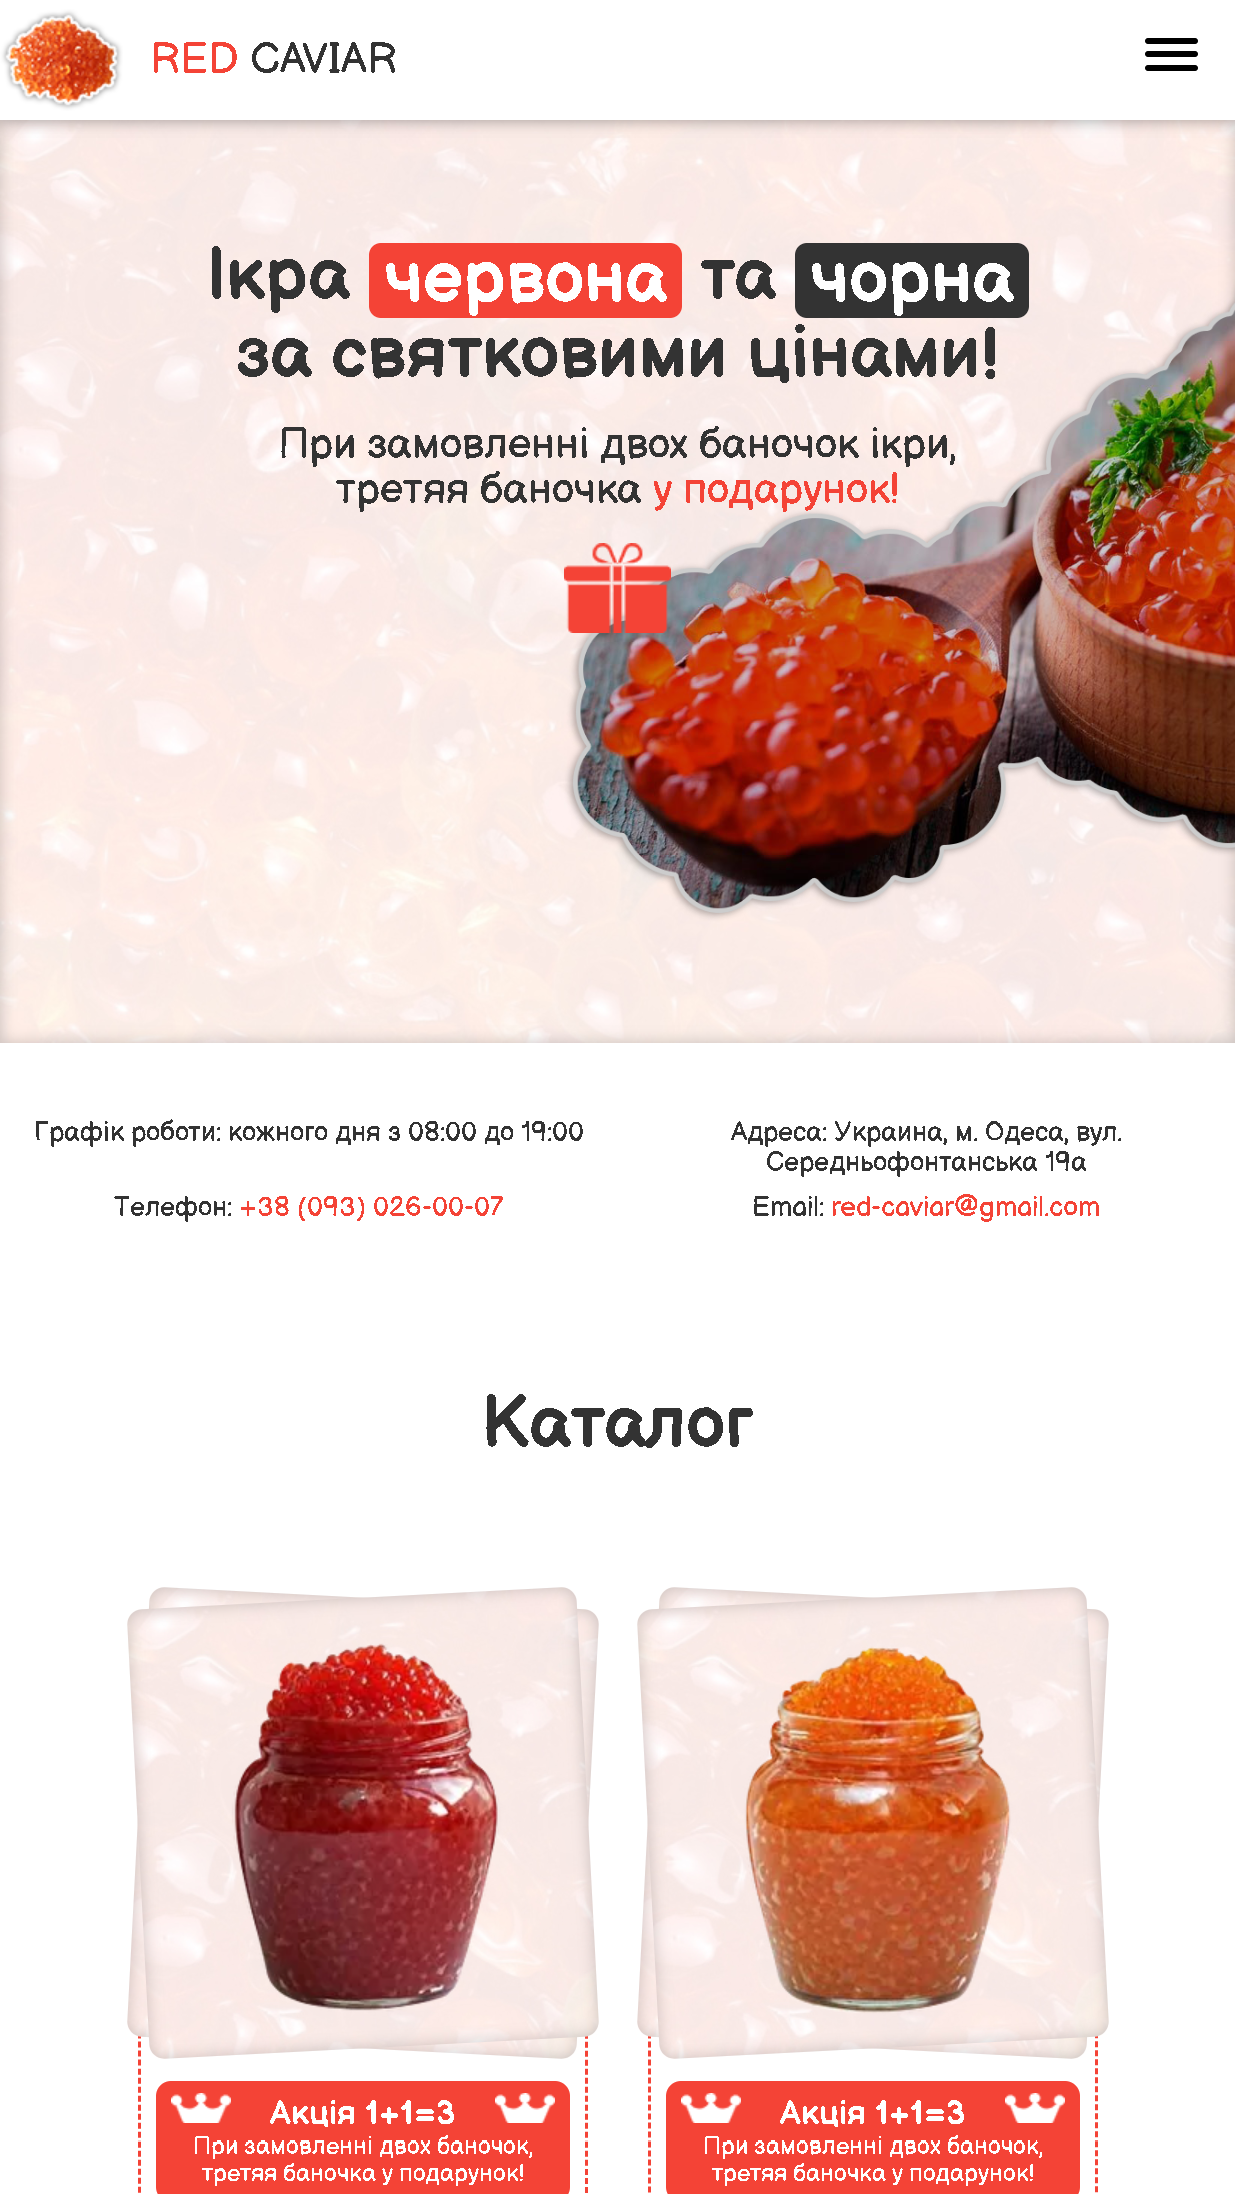 RED CAVIAR
Ікра червона та чорна
за святковими цінами!
При замовленні двох баночок ікри,
третяя баночка у подарунок!
Графік роботи: кожного дня з 08:00 до 19:00
Адреса: Украина, м. Одеса, вул.
Середньофонтанська 19а
Телефон: +38 (093) 026-00-07
Email: red-caviar@gmail.com
Каталог
Акція 1+1=3
При замовленні двох баночок,
третяя баночка у подарунок!
Акція 1+1=3
При замовленні двох баночок,
третяя баночка у подарунок!